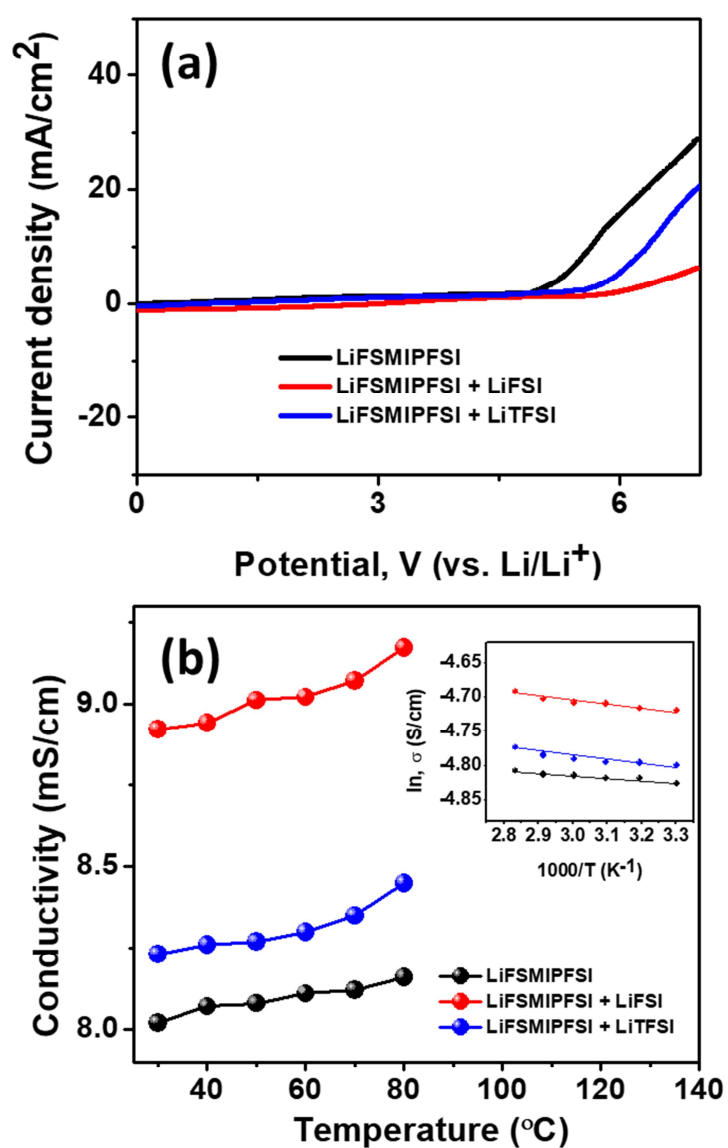 (a)
Current density (mA/cm²)
40
20
0
-20
LiFSMIPFSI
LiFSMIPFSI + LiFSI
LiFSMIPFSI + LiTFSI
0 3 6
Potential, V (vs. Li/Li⁺)
(b)
Conductivity (mS/cm)
9.0
8.5
8.0
ln, σ (S/cm)
-4.65
-4.70
-4.75
-4.80
-4.85
2.8 2.9 3.0 3.1 3.2 3.3
1000/T (K⁻¹)
LiFSMIPFSI
LiFSMIPFSI + LiFSI
LiFSMIPFSI + LiTFSI
40 60 80 100 120 140
Temperature (ºC)